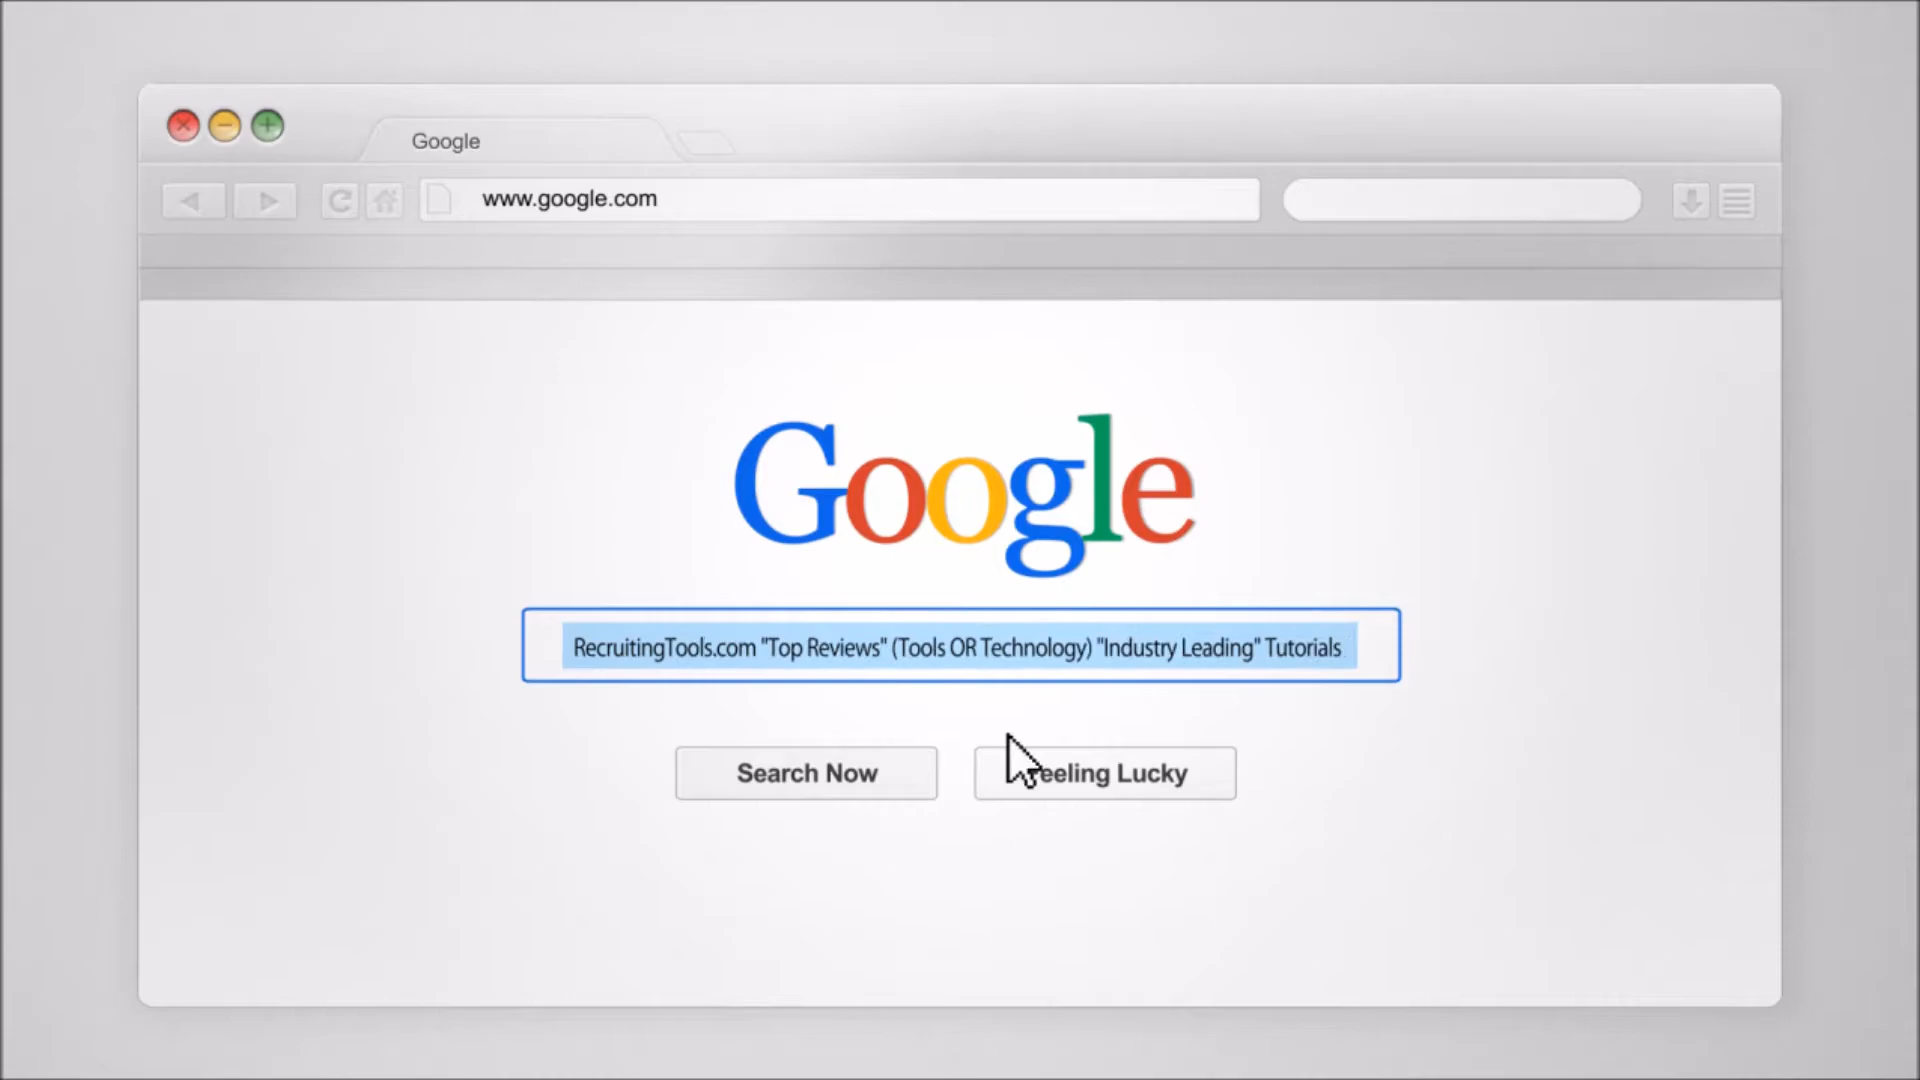 Google
www.google.com
Google
RecruitingTools.com "Top Reviews" (Tools OR Technology) "Industry Leading" Tutorials
Search Now
eeling Lucky